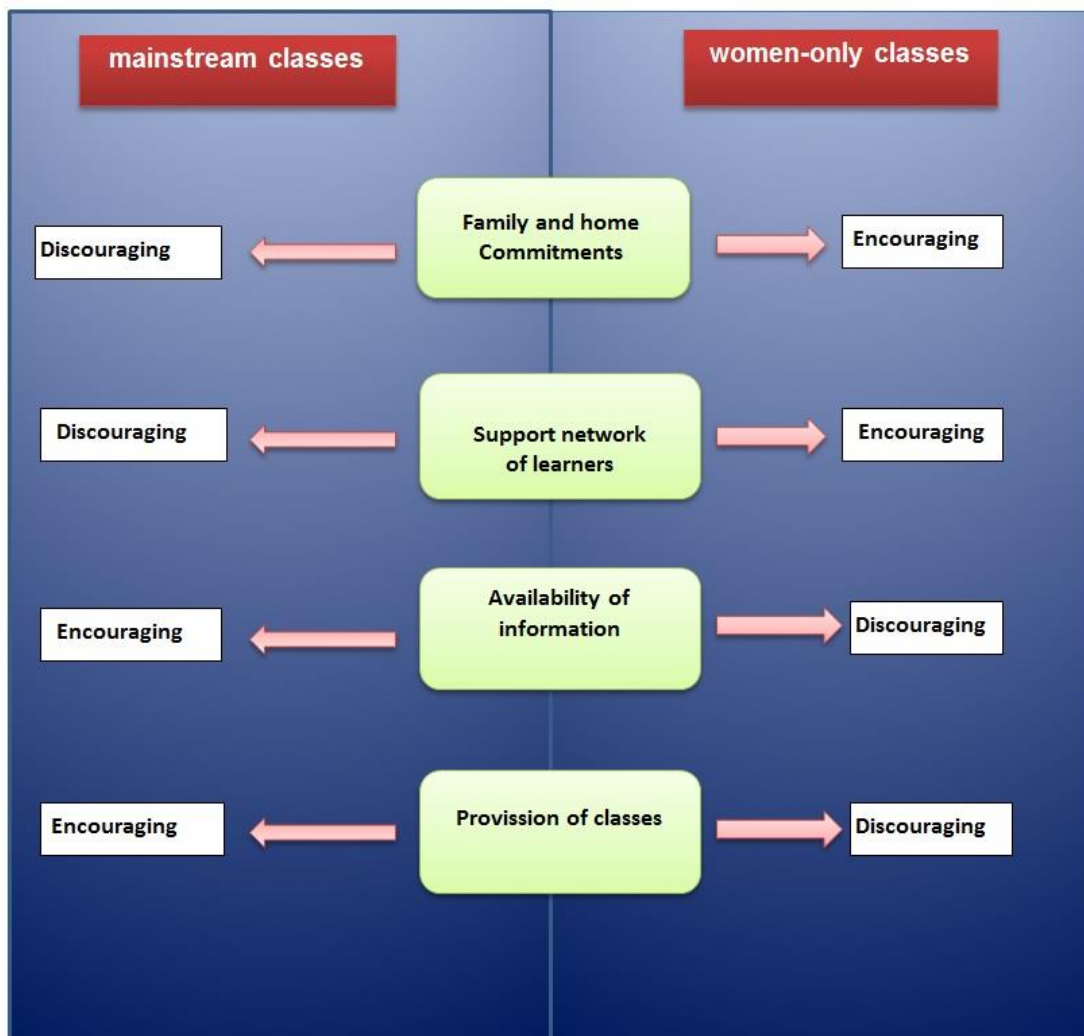 mainstream classes
women-only classes
Family and home
Commitments
Discouraging
Encouraging
Support network
of learners
Discouraging
Encouraging
Availability of
information
Encouraging
Discouraging
Provission of classes
Encouraging
Discouraging